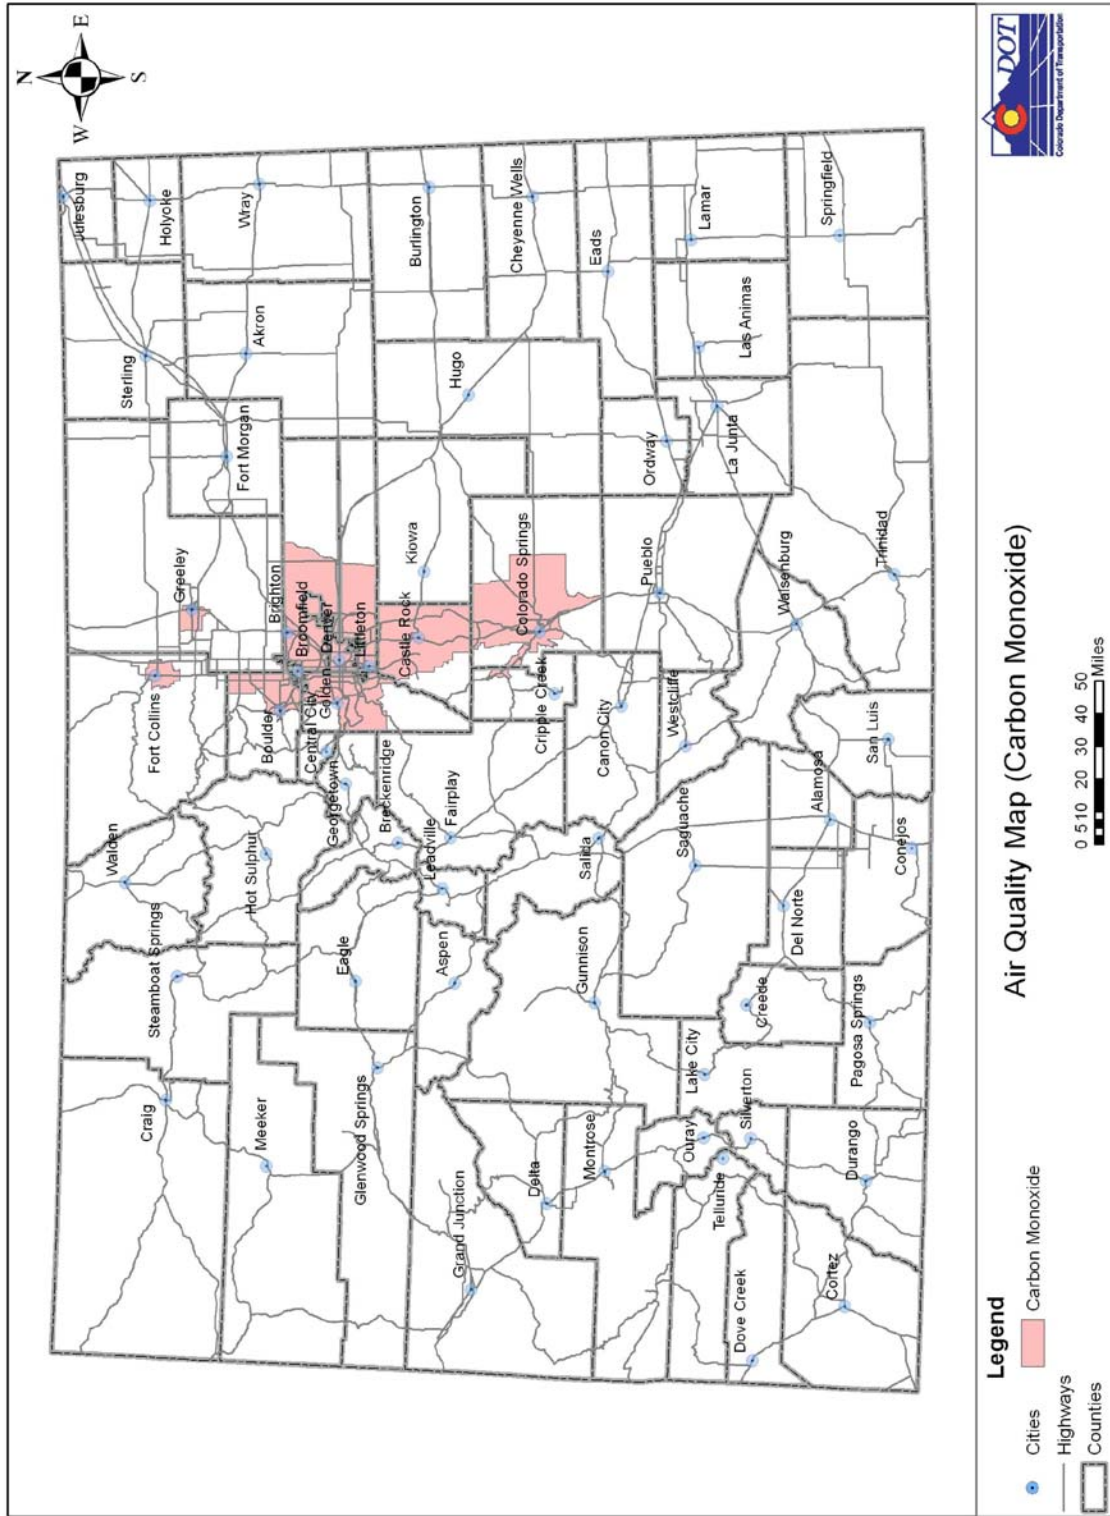 N
W
E
S
Julesburg
Holyoke
Sterling
Walden
Fort Collins
Greeley
Steamboat Springs
Craig
Wray
Akron
Fort Morgan
Hot Sulphur
Meeker
Brighton
Boulder
Broomfield
Central City
Golden
Denver
Georgetown
Littleton
Eagle
Glenwood Springs
Breckenridge
Castle Rock
Kiowa
Burlington
Leadville
Fairplay
Aspen
Hugo
Grand Junction
Cheyenne Wells
Colorado Springs
Cripple Creek
Delta
Gunnison
Salida
Canon City
Eads
Montrose
Ordway
Pueblo
Westcliffe
Saguache
Lamar
Ouray
Lake City
La Junta
Las Animas
Telluride
Silverton
Creede
Dove Creek
Walsenburg
Del Norte
Alamosa
Springfield
Cortez
Durango
Pagosa Springs
San Luis
Trinidad
Conejos
Legend
Cities
Carbon Monoxide
Highways
Counties
Air Quality Map (Carbon Monoxide)
0 5 10 20 30 40 50
Miles
DOT
Colorado Department of Transportation